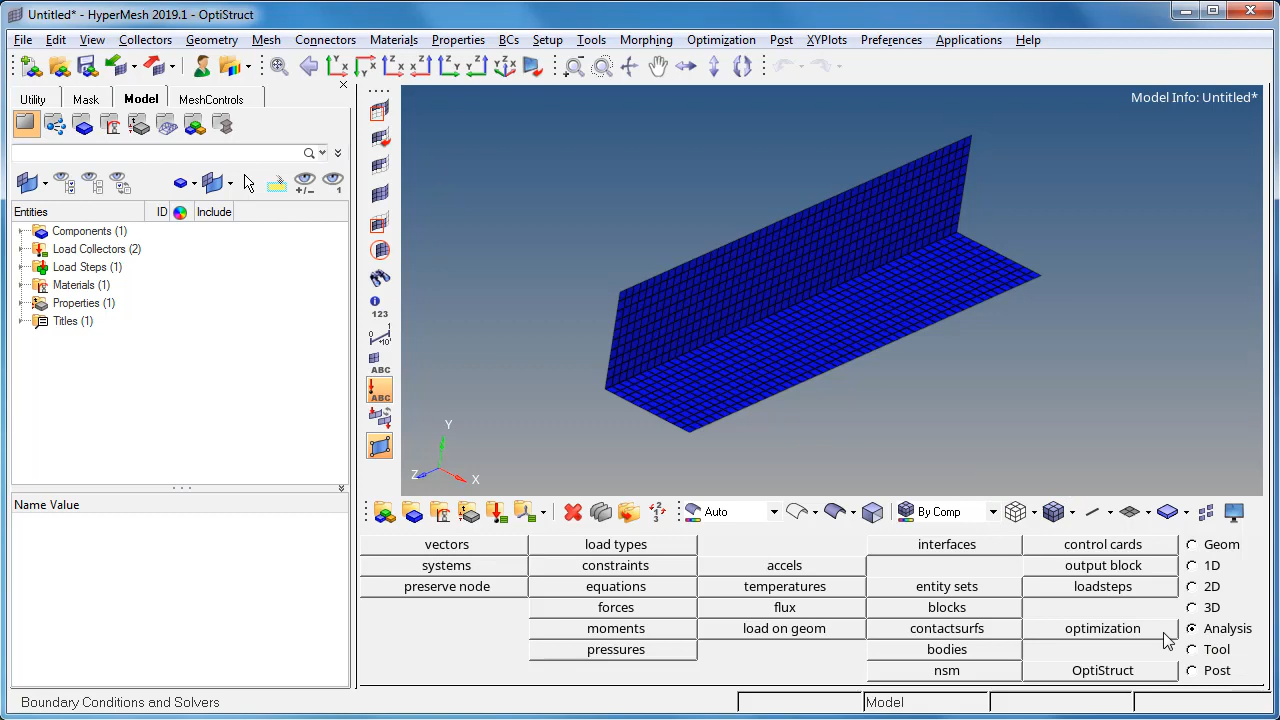 Untitled* - HyperMesh 2019.1 - OptiStruct
File Edit View Collectors Geometry Mesh Connectors Materials Properties BCs Setup Tools Morphing Optimization Post XYPlots Preferences Applications Help
Utility Mask Model MeshControls
Model Info: Untitled*
Entities ID Include
Components (1)
Load Collectors (2)
Load Steps (1)
Materials (1)
Properties (1)
Titles (1)
123
ABC
ABC
Y
Z
X
Name Value
Auto
By Comp
vectors load types interfaces control cards Geom
systems constraints accels output block 1D
preserve node equations temperatures entity sets loadsteps 2D
forces flux blocks 3D
moments load on geom contactsurfs optimization Analysis
pressures bodies Tool
nsm OptiStruct Post
Boundary Conditions and Solvers
Model